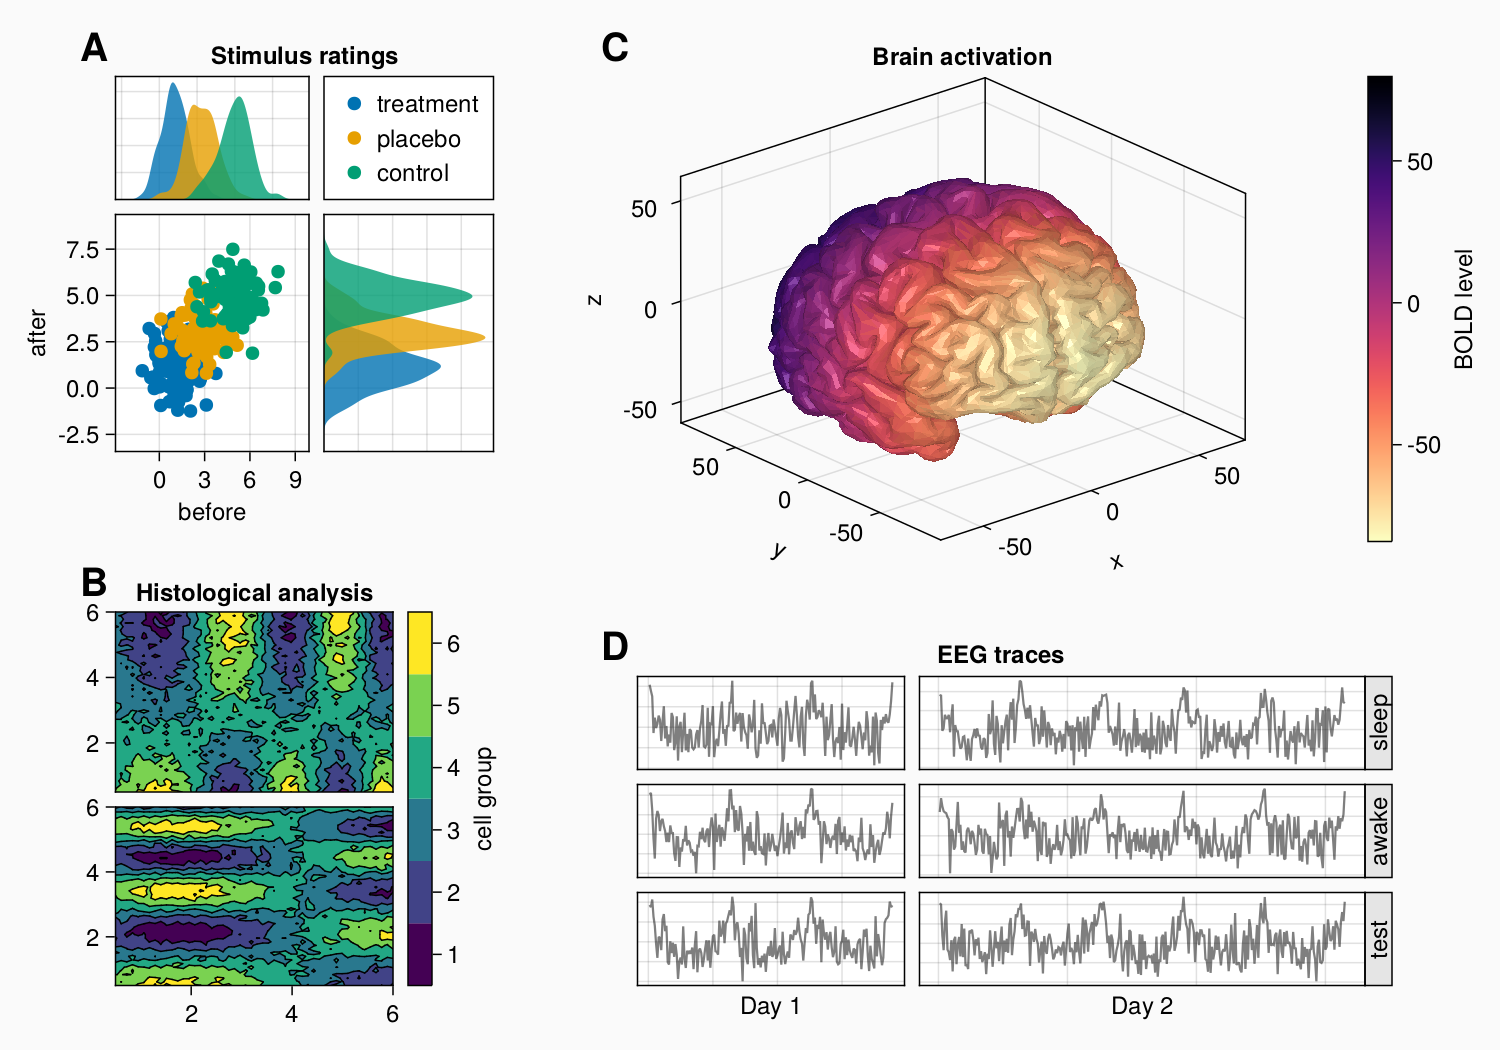 A
Stimulus ratings
treatment
placebo
control
7.5
5.0
2.5
0.0
-2.5
after
0 3 6 9
before
B
Histological analysis
6
4
2
6
4
2
2 4 6
6
5
4
3
2
1
cell group
C
Brain activation
50
0
-50
z
50
0
-50
y
-50
0
50
x
50
0
-50
BOLD level
D
EEG traces
sleep
awake
test
Day 1 Day 2